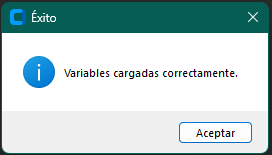 Éxito
Variables cargadas correctamente.
Aceptar